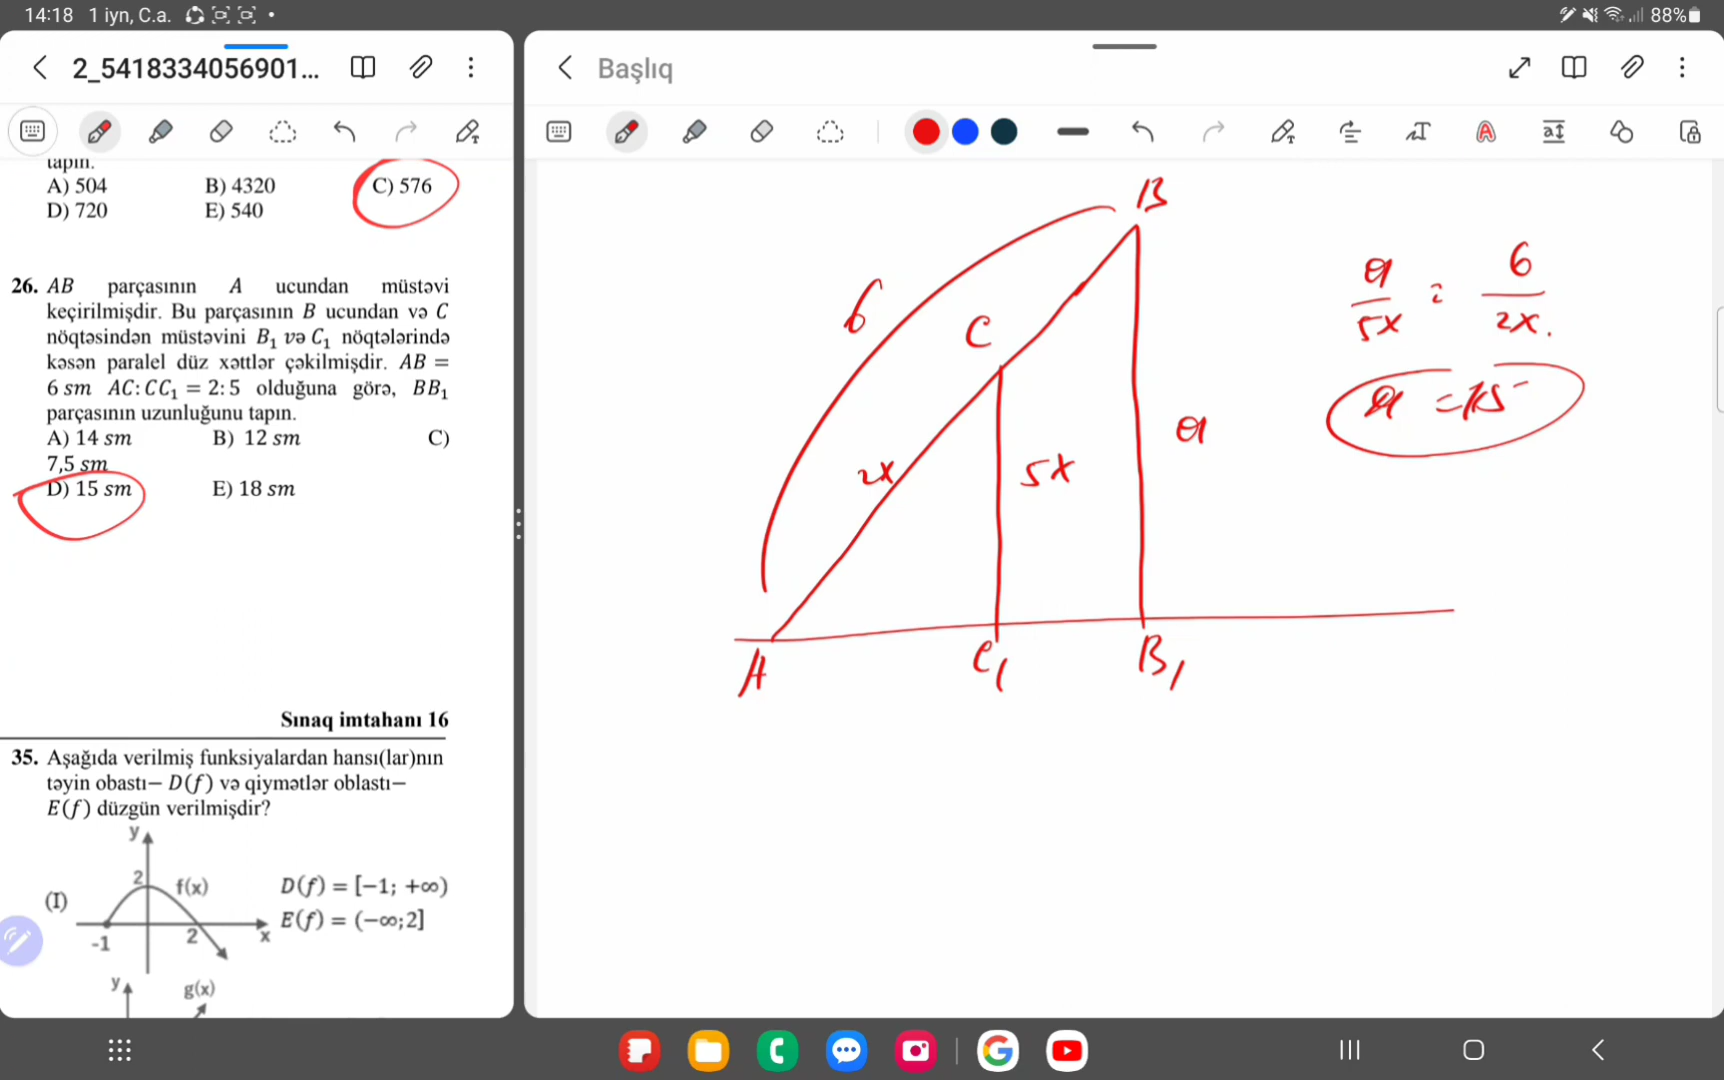 14:18 1 iyn, C.a. 88%
2_5418334056901...
tapın.
A) 504 B) 4320 C) 576
D) 720 E) 540
26. AB parçasının A ucundan müstəvi
keçirilmişdir. Bu parçasının B ucundan və C
nöqtəsindən müstəvini B₁ və C₁ nöqtələrində
kəsən paralel düz xəttlər çəkilmişdir. AB =
6 sm AC: CC₁ = 2: 5 olduğuna görə, BB₁
parçasının uzunluğunu tapın.
A) 14 sm B) 12 sm C)
7,5 sm
D) 15 sm E) 18 sm
Sınaq imtahanı 16
35. Aşağıda verilmiş funksiyalardan hansı(lar)nın
təyin obastı− D(f) və qiymətlər oblastı−
E(f) düzgün verilmişdir?
(I)
y
2
f(x)
-1
2
x
D(f) = [−1; +∞)
E(f) = (−∞;2]
y
g(x)
Başlıq
B
6
C
2x
5x
a
A
C₁
B₁
a/5x = 6/2x.
a = 15